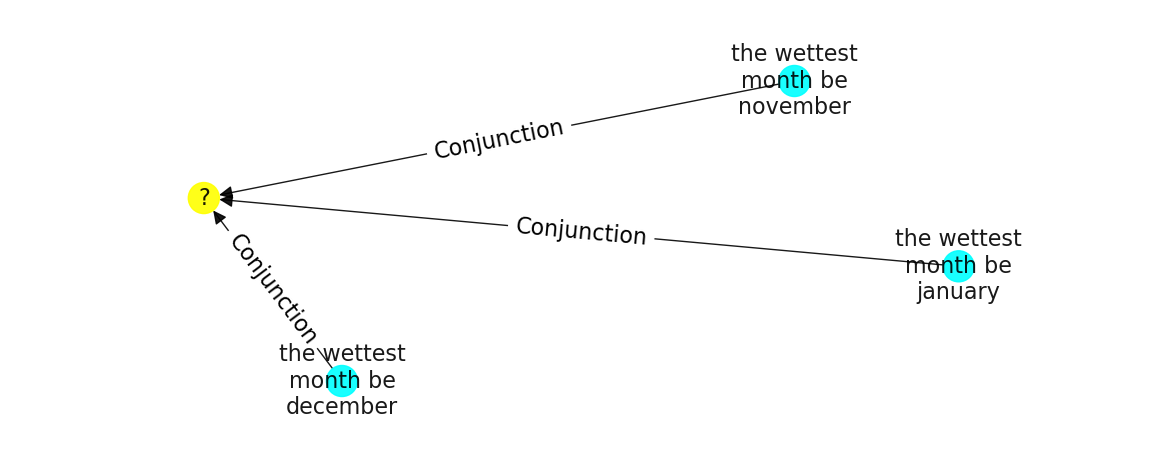 the wettest
month be
november
Conjunction
?
Conjunction
the wettest
month be
january
Conjunction
the wettest
month be
december